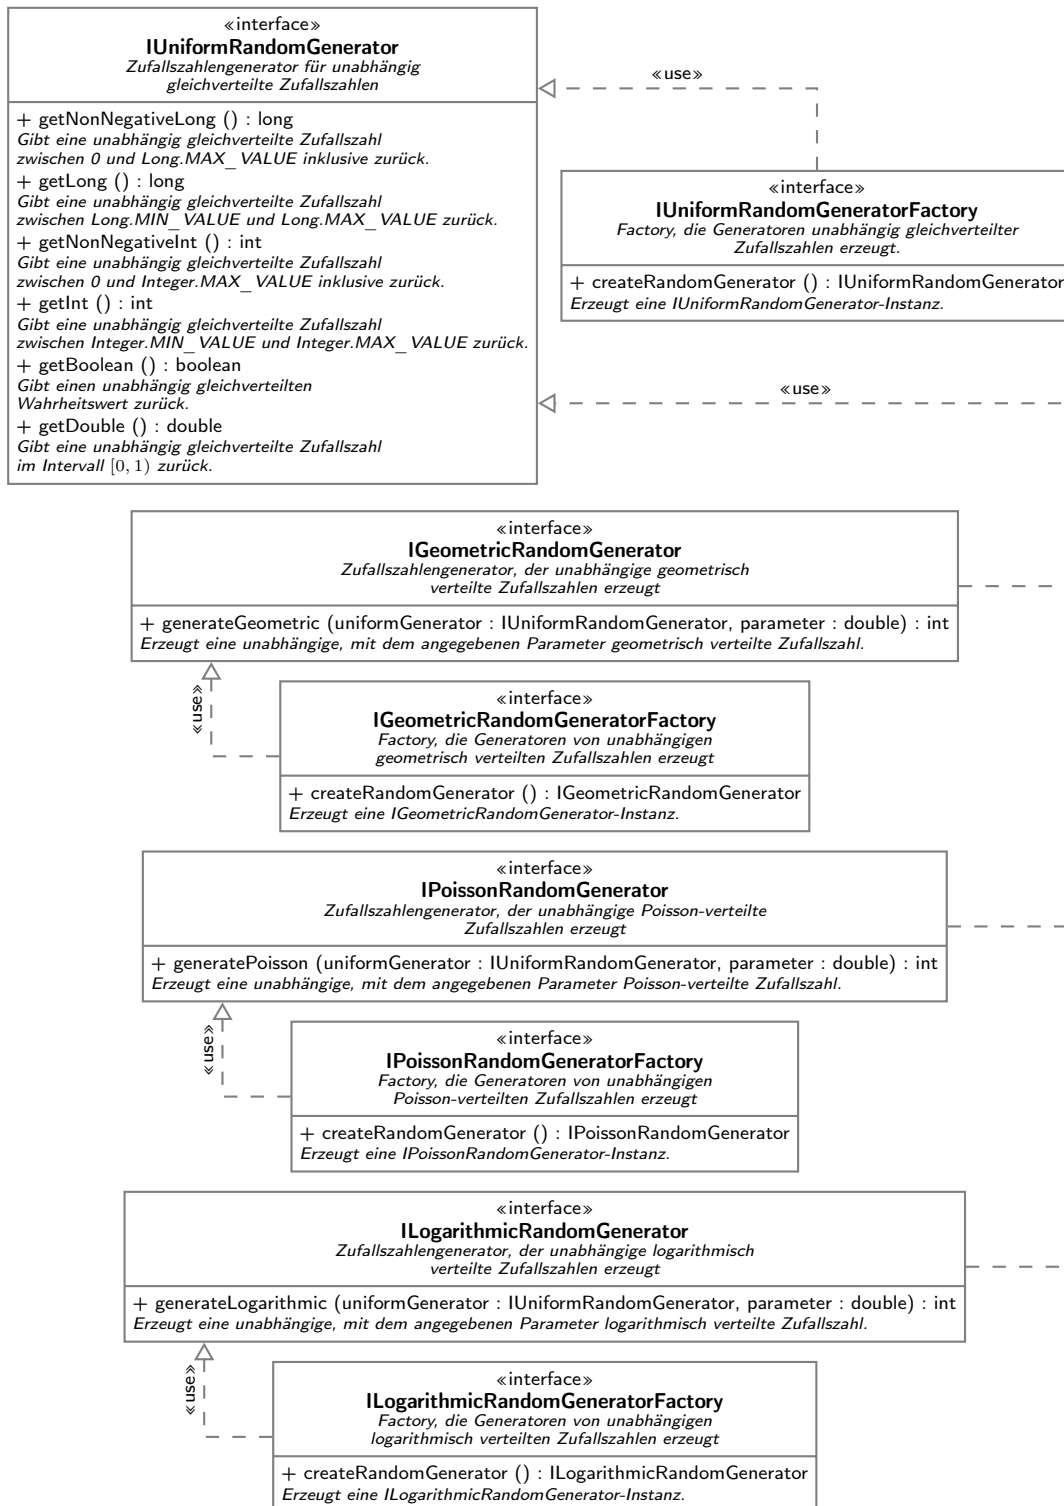 «interface»
IUniformRandomGenerator
Zufallszahlengenerator für unabhängig
gleichverteilte Zufallszahlen
+ getNonNegativeLong () : long
Gibt eine unabhängig gleichverteilte Zufallszahl
zwischen 0 und Long.MAX_VALUE inklusive zurück.
+ getLong () : long
Gibt eine unabhängig gleichverteilte Zufallszahl
zwischen Long.MIN_VALUE und Long.MAX_VALUE zurück.
+ getNonNegativeInt () : int
Gibt eine unabhängig gleichverteilte Zufallszahl
zwischen 0 und Integer.MAX_VALUE inklusive zurück.
+ getInt () : int
Gibt eine unabhängig gleichverteilte Zufallszahl
zwischen Integer.MIN_VALUE und Integer.MAX_VALUE zurück.
+ getBoolean () : boolean
Gibt einen unabhängig gleichverteilten
Wahrheitswert zurück.
+ getDouble () : double
Gibt eine unabhängig gleichverteilte Zufallszahl
im Intervall [0, 1) zurück.
«use»
«interface»
IUniformRandomGeneratorFactory
Factory, die Generatoren unabhängig gleichverteilter
Zufallszahlen erzeugt.
+ createRandomGenerator () : IUniformRandomGenerator
Erzeugt eine IUniformRandomGenerator-Instanz.
«use»
«interface»
IGeometricRandomGenerator
Zufallszahlengenerator, der unabhängige geometrisch
verteilte Zufallszahlen erzeugt
+ generateGeometric (uniformGenerator : IUniformRandomGenerator, parameter : double) : int
Erzeugt eine unabhängige, mit dem angegebenen Parameter geometrisch verteilte Zufallszahl.
«use»
«interface»
IGeometricRandomGeneratorFactory
Factory, die Generatoren von unabhängigen
geometrisch verteilten Zufallszahlen erzeugt
+ createRandomGenerator () : IGeometricRandomGenerator
Erzeugt eine IGeometricRandomGenerator-Instanz.
«interface»
IPoissonRandomGenerator
Zufallszahlengenerator, der unabhängige Poisson-verteilte
Zufallszahlen erzeugt
+ generatePoisson (uniformGenerator : IUniformRandomGenerator, parameter : double) : int
Erzeugt eine unabhängige, mit dem angegebenen Parameter Poisson-verteilte Zufallszahl.
«use»
«interface»
IPoissonRandomGeneratorFactory
Factory, die Generatoren von unabhängigen
Poisson-verteilten Zufallszahlen erzeugt
+ createRandomGenerator () : IPoissonRandomGenerator
Erzeugt eine IPoissonRandomGenerator-Instanz.
«interface»
ILogarithmicRandomGenerator
Zufallszahlengenerator, der unabhängige logarithmisch
verteilte Zufallszahlen erzeugt
+ generateLogarithmic (uniformGenerator : IUniformRandomGenerator, parameter : double) : int
Erzeugt eine unabhängige, mit dem angegebenen Parameter logarithmisch verteilte Zufallszahl.
«use»
«interface»
ILogarithmicRandomGeneratorFactory
Factory, die Generatoren von unabhängigen
logarithmisch verteilten Zufallszahlen erzeugt
+ createRandomGenerator () : ILogarithmicRandomGenerator
Erzeugt eine ILogarithmicRandomGenerator-Instanz.